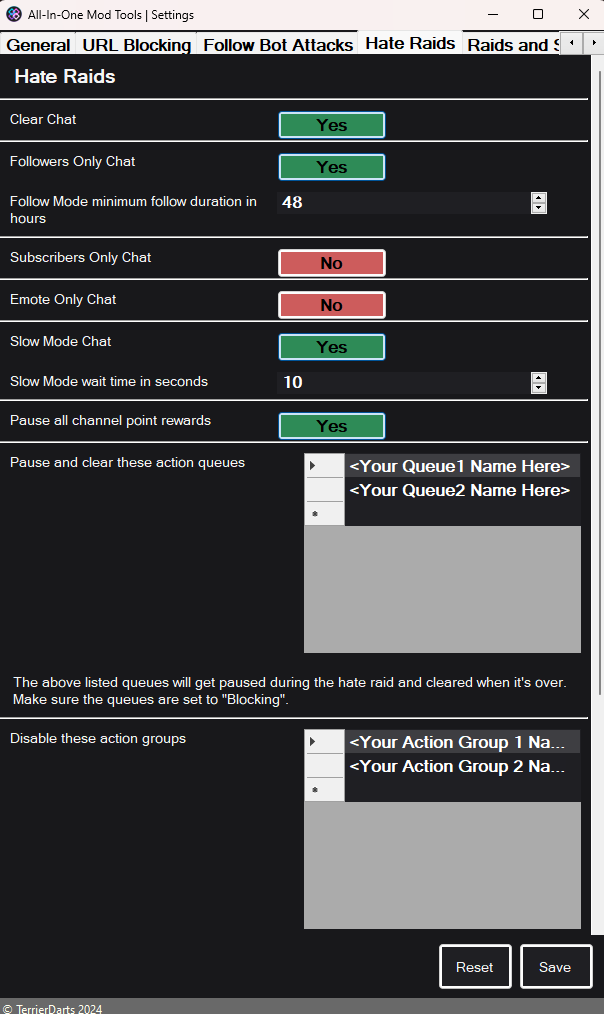 All-In-One Mod Tools | Settings
General URL Blocking Follow Bot Attacks Hate Raids Raids and S
Hate Raids
Clear Chat Yes
Followers Only Chat Yes
Follow Mode minimum follow duration in
hours
48
Subscribers Only Chat No
Emote Only Chat No
Slow Mode Chat Yes
Slow Mode wait time in seconds 10
Pause all channel point rewards Yes
Pause and clear these action queues <Your Queue1 Name Here>
<Your Queue2 Name Here>
The above listed queues will get paused during the hate raid and cleared when it's over.
Make sure the queues are set to "Blocking".
Disable these action groups <Your Action Group 1 Na...
<Your Action Group 2 Na...
Reset Save
© TerrierDarts 2024